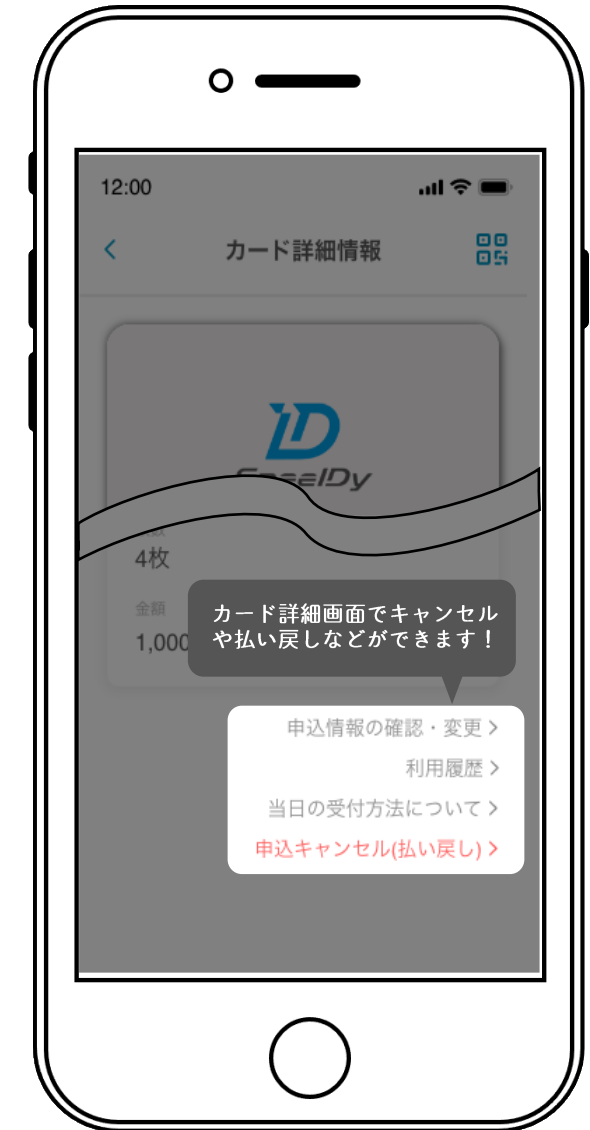 12:00
カード詳細情報
4枚
金額
1,000
カード詳細画面でキャンセル
や払い戻しなどができます！
申込情報の確認・変更 >
利用履歴 >
当日の受付方法について >
申込キャンセル(払い戻し) >